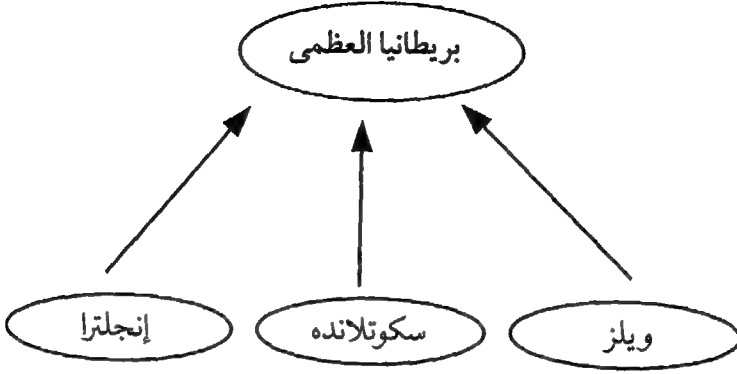 بريطانيا العظمى
ويلز
سكوتلانده
إنجلترا